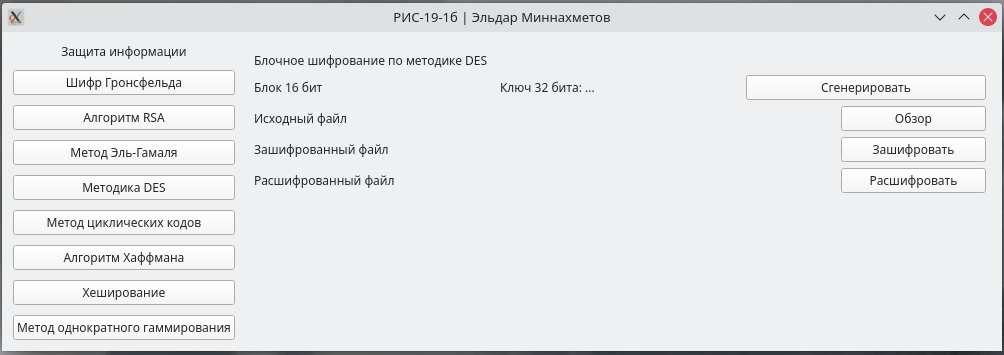 РИС-19-1б | Эльдар Миннахметов
Защита информации
Шифр Гронсфельда
Алгоритм RSA
Метод Эль-Гамаля
Методика DES
Метод циклических кодов
Алгоритм Хаффмана
Хеширование
Метод однократного гаммирования
Блочное шифрование по методике DES
Блок 16 бит Ключ 32 бита: ... Сгенерировать
Исходный файл Обзор
Зашифрованный файл Зашифровать
Расшифрованный файл Расшифровать